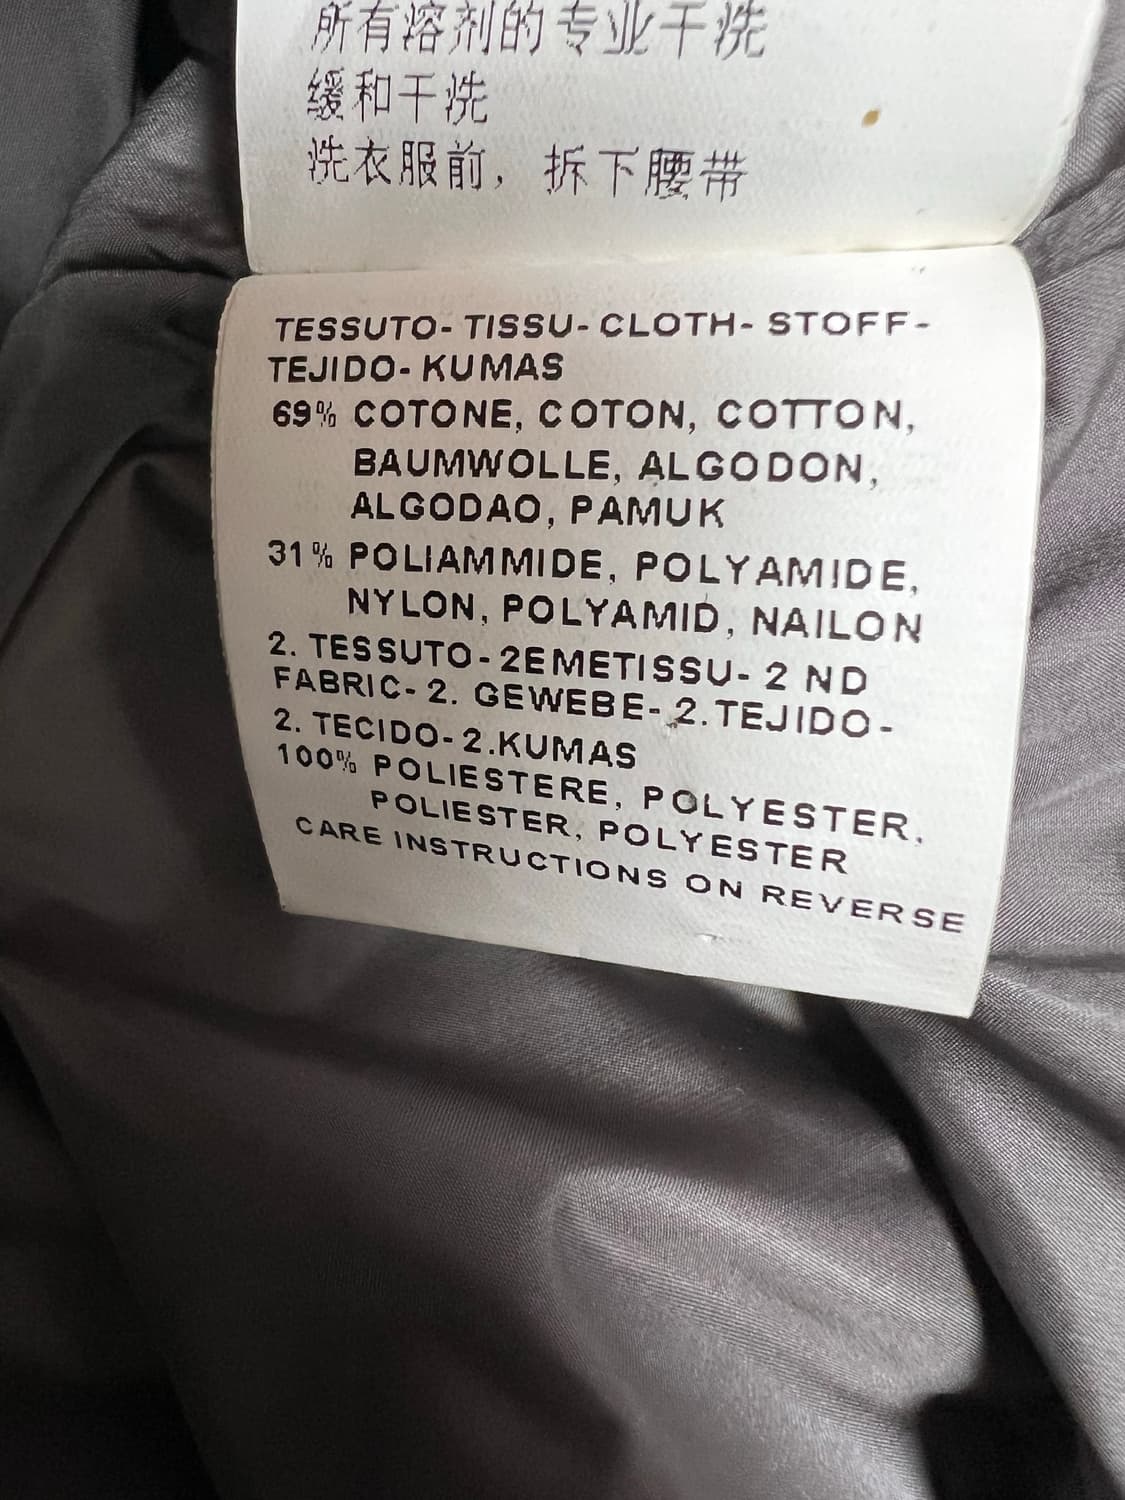 所有溶剂的专业干洗
缓和干洗
洗衣服前，拆下腰带
TESSUTO- TISSU- CLOTH- STOFF-
TEJIDO- KUMAS
69% COTONE, COTON, COTTON,
BAUMWOLLE, ALGODON,
ALGODAO, PAMUK
31% POLIAMMIDE, POLYAMIDE,
NYLON, POLYAMID, NAILON
2. TESSUTO- 2EMETISSU- 2 ND
FABRIC- 2. GEWEBE- 2.TEJIDO-
2. TECIDO- 2.KUMAS
100% POLIESTERE, POLYESTER,
POLIESTER, POLYESTER
CARE INSTRUCTIONS ON REVERSE